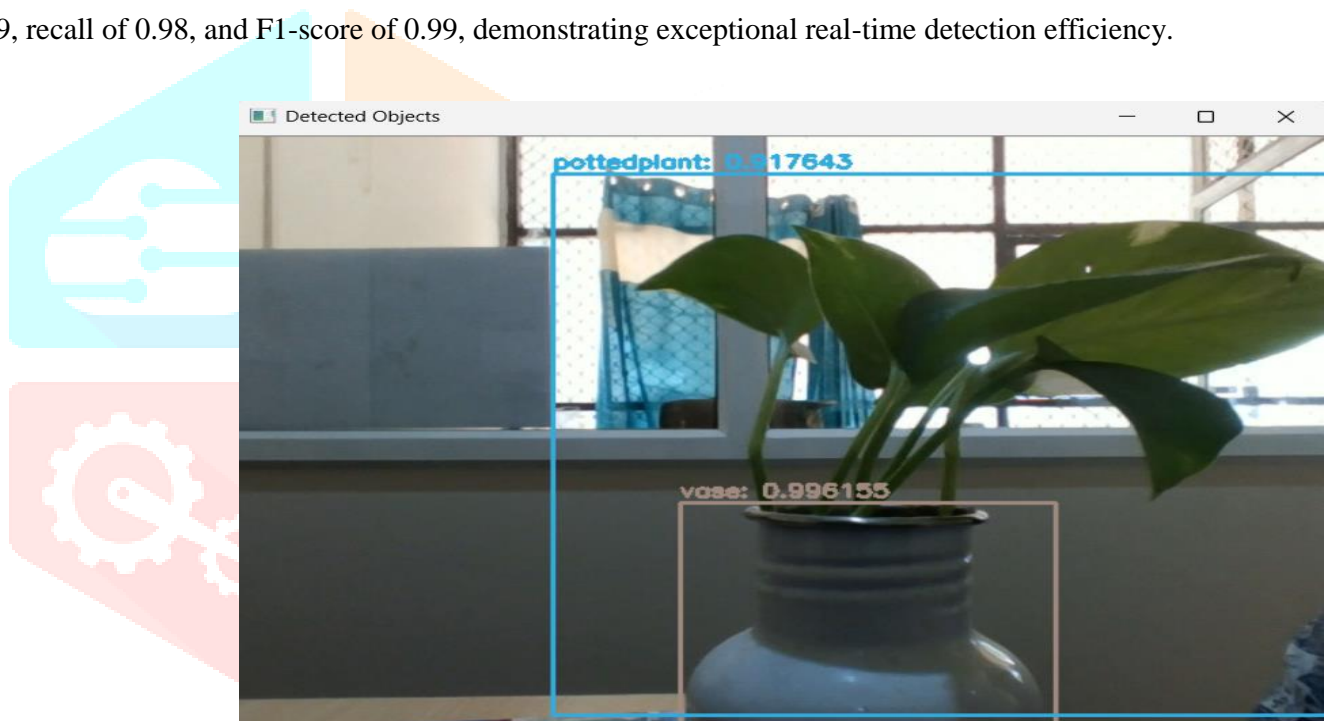 9, recall of 0.98, and F1-score of 0.99, demonstrating exceptional real-time detection efficiency.
Detected Objects
pottedplant: 0.917643
vase: 0.996155